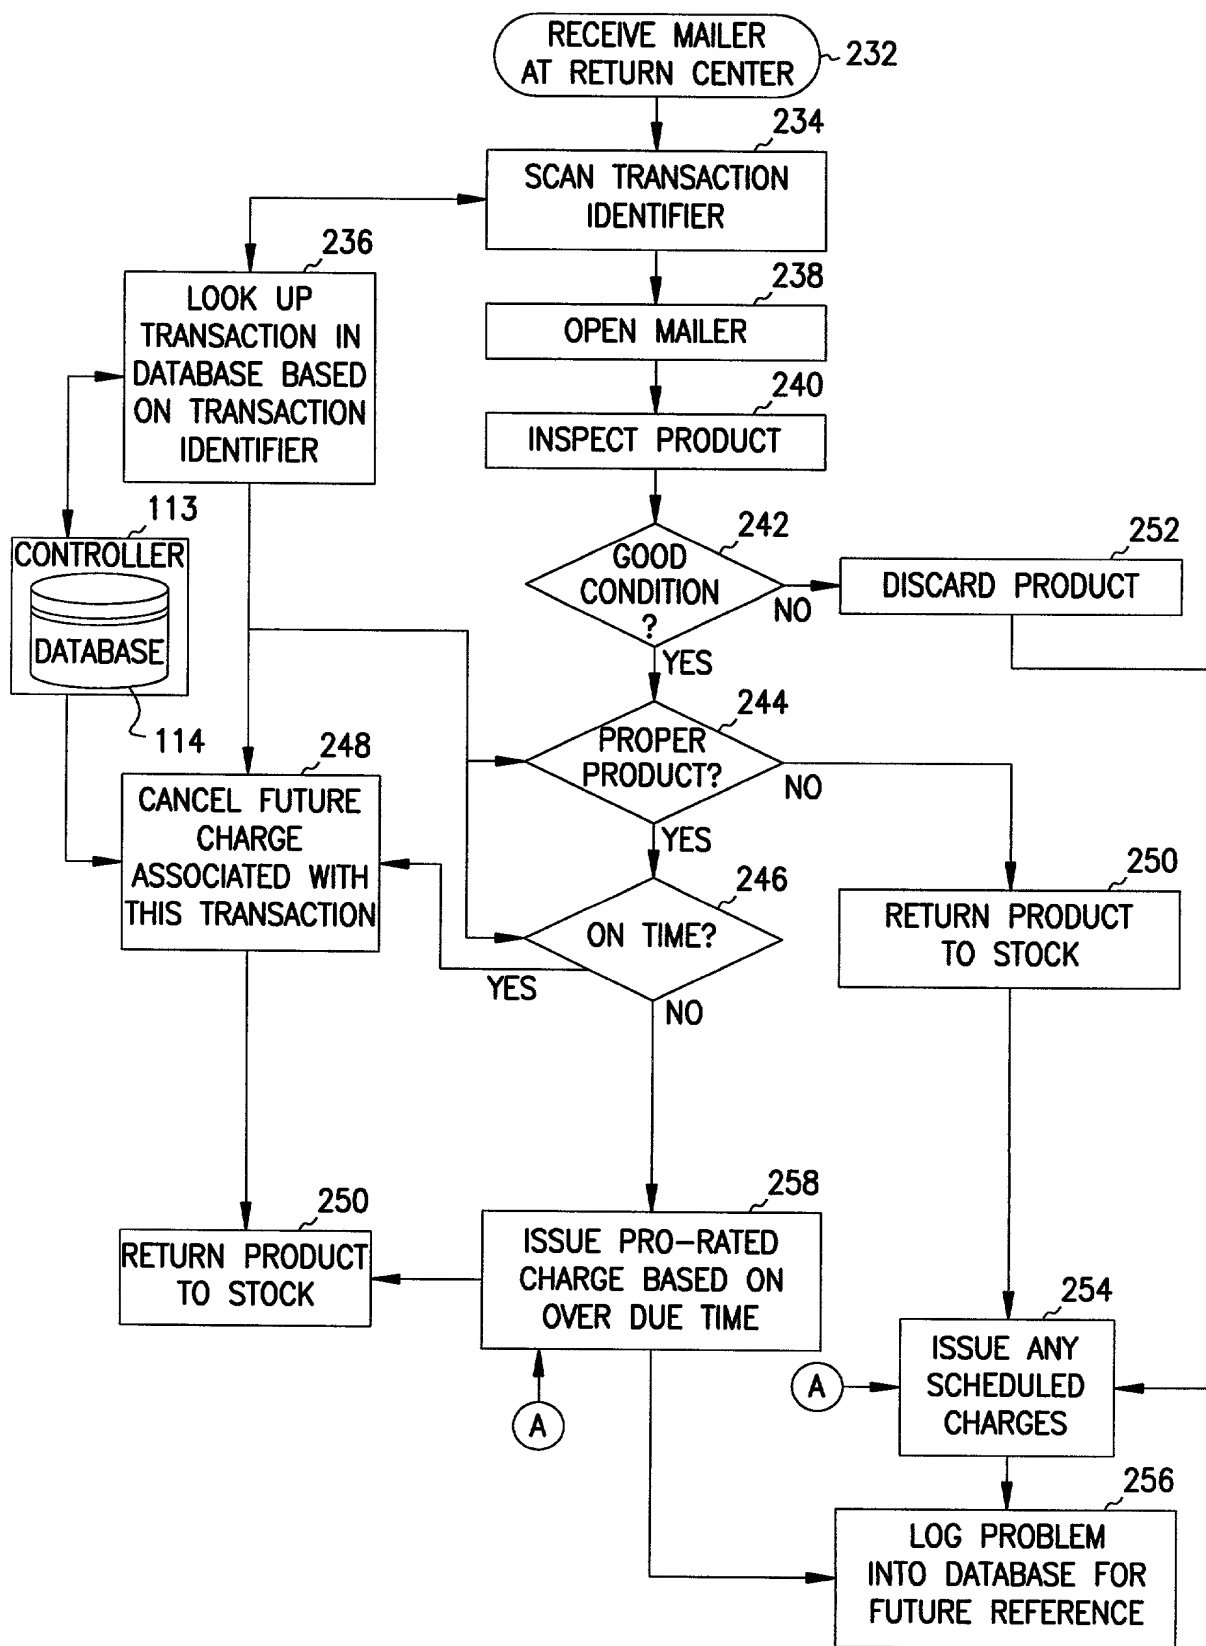 RECEIVE MAILER
AT RETURN CENTER
232
234
SCAN TRANSACTION
IDENTIFIER
236
LOOK UP
TRANSACTION IN
DATABASE BASED
ON TRANSACTION
IDENTIFIER
238
OPEN MAILER
240
INSPECT PRODUCT
113
CONTROLLER
DATABASE
114
242
GOOD
CONDITION
?
NO
YES
252
DISCARD PRODUCT
244
PROPER
PRODUCT?
NO
YES
248
CANCEL FUTURE
CHARGE
ASSOCIATED WITH
THIS TRANSACTION
246
ON TIME?
YES
NO
250
RETURN PRODUCT
TO STOCK
250
RETURN PRODUCT
TO STOCK
258
ISSUE PRO-RATED
CHARGE BASED ON
OVER DUE TIME
A
254
ISSUE ANY
SCHEDULED
CHARGES
A
256
LOG PROBLEM
INTO DATABASE FOR
FUTURE REFERENCE